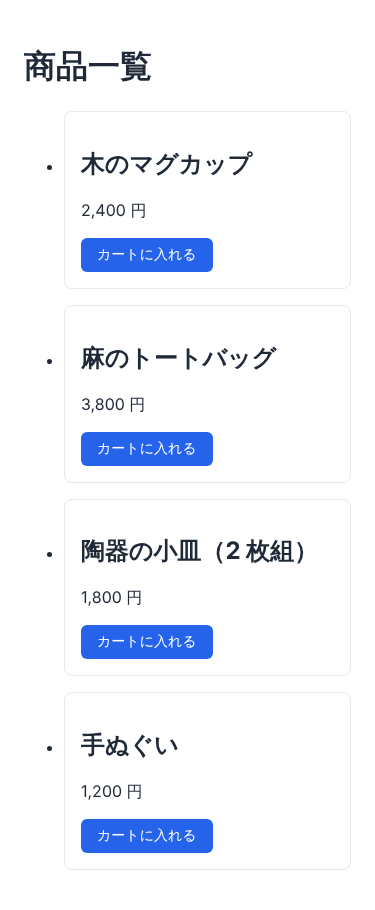 商品一覧
木のマグカップ
2,400 円
カートに入れる
麻のトートバッグ
3,800 円
カートに入れる
陶器の小皿（2 枚組）
1,800 円
カートに入れる
手ぬぐい
1,200 円
カートに入れる